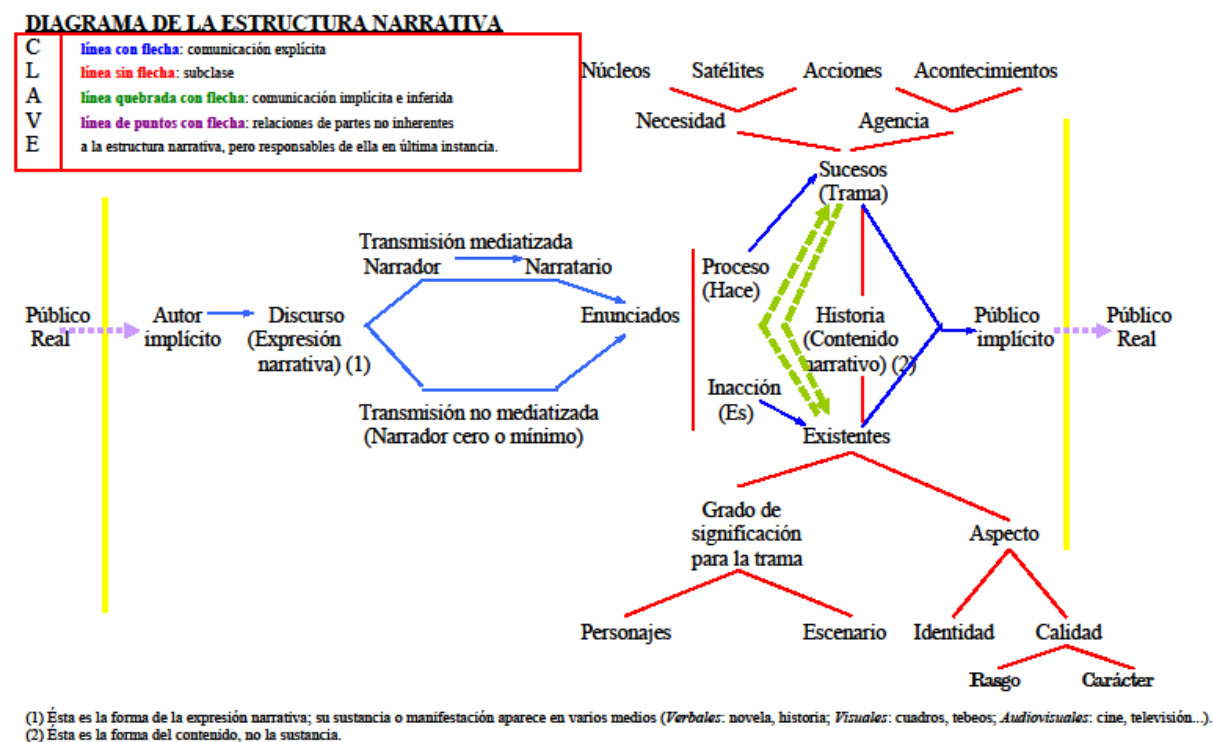 DIAGRAMA DE LA ESTRUCTURA NARRATIVA
C línea con flecha: comunicación explícita
L línea sin flecha: subclase
A línea quebrada con flecha: comunicación implícita e inferida
V línea de puntos con flecha: relaciones de partes no inherentes
E a la estructura narrativa, pero responsables de ella en última instancia.
Núcleos Satélites Acciones Acontecimientos
Necesidad Agencia
Sucesos
(Trama)
Transmisión mediatizada
Narrador Narratario
Proceso
(Hace)
Público
Real
Autor
implícito
Discurso
(Expresión
narrativa) (1)
Enunciados
Historia
(Contenido
narrativo) (2)
Público
implícito
Público
Real
Inacción
(Es)
Transmisión no mediatizada
(Narrador cero o mínimo)
Existentes
Grado de
significación
para la trama
Aspecto
Personajes Escenario Identidad Calidad
Rasgo Carácter
(1) Ésta es la forma de la expresión narrativa; su sustancia o manifestación aparece en varios medios (Verbales: novela, historia; Visuales: cuadros, tebeos; Audiovisuales: cine, televisión...).
(2) Ésta es la forma del contenido, no la sustancia.